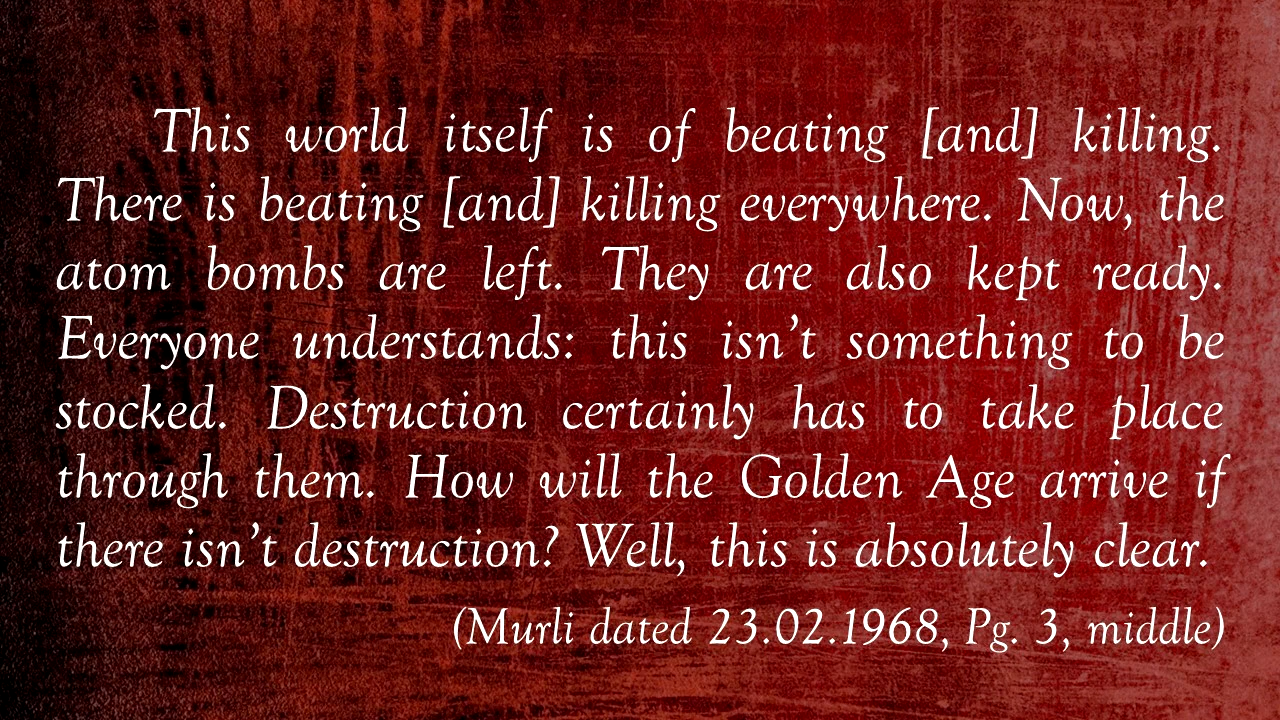 This world itself is of beating [and] killing.
There is beating [and] killing everywhere. Now, the
atom bombs are left. They are also kept ready.
Everyone understands: this isn’t something to be
stocked. Destruction certainly has to take place
through them. How will the Golden Age arrive if
there isn’t destruction? Well, this is absolutely clear.
(Murli dated 23.02.1968, Pg. 3, middle)